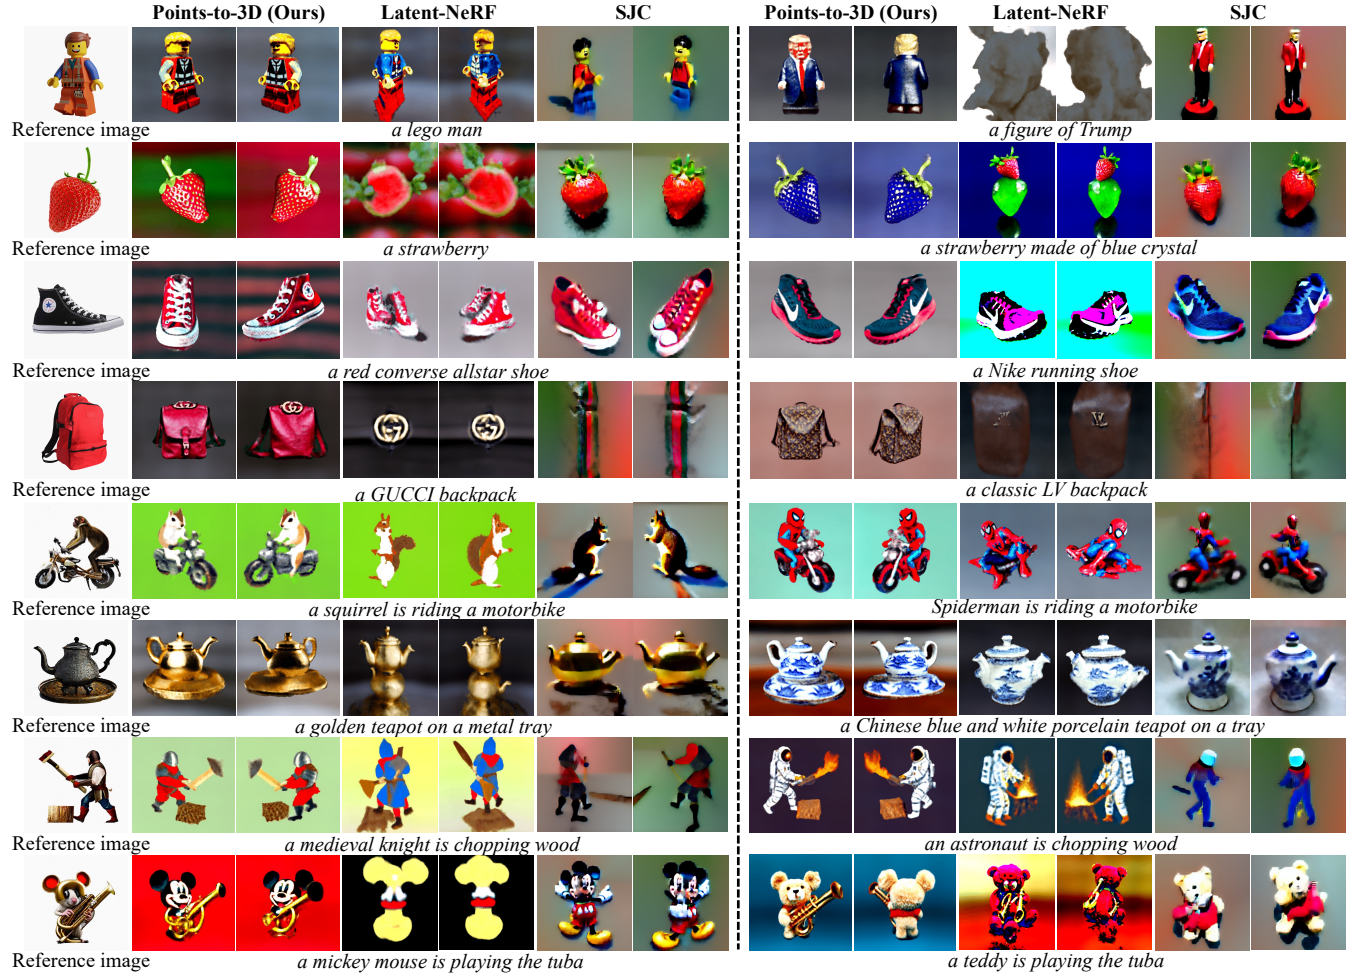 Points-to-3D (Ours) Latent-NeRF SJC Points-to-3D (Ours) Latent-NeRF SJC
Reference image a lego man a figure of Trump
Reference image a strawberry a strawberry made of blue crystal
Reference image a red converse allstar shoe a Nike running shoe
LV
Reference image a GUCCI backpack a classic LV backpack
Reference image a squirrel is riding a motorbike Spiderman is riding a motorbike
Reference image a golden teapot on a metal tray a Chinese blue and white porcelain teapot on a tray
Reference image a medieval knight is chopping wood an astronaut is chopping wood
Reference image a mickey mouse is playing the tuba a teddy is playing the tuba